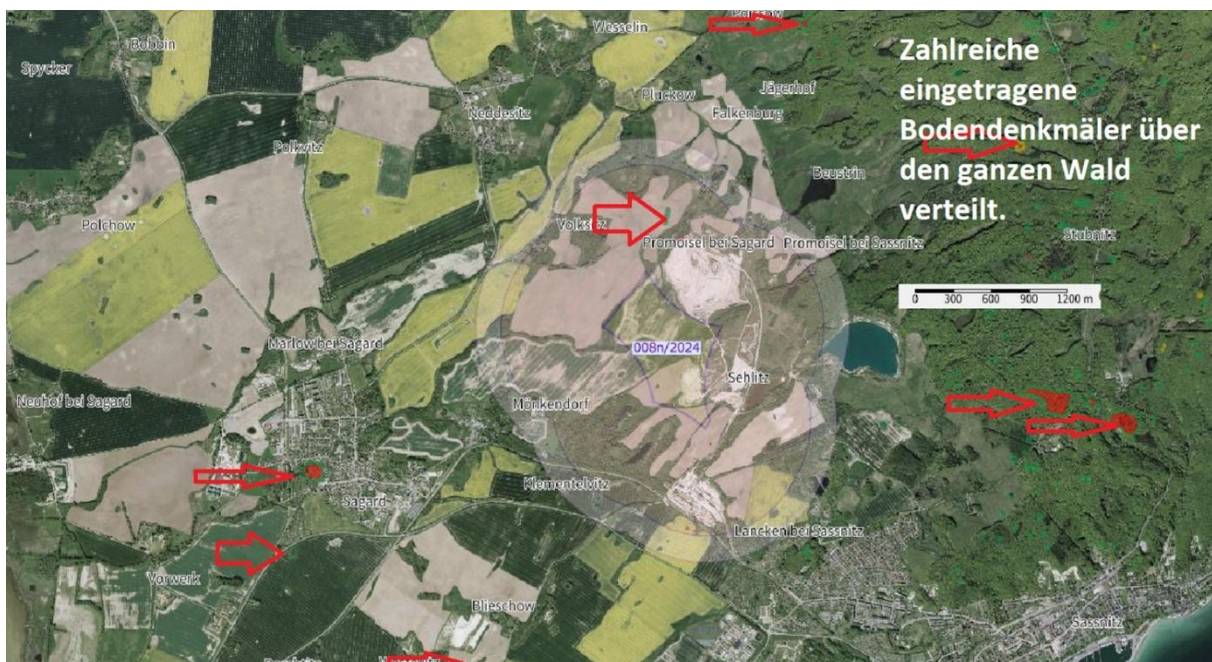 Wesselin
Bobbin
Spycker
Zahlreiche
eingetragene
Bodendenkmäler über
den ganzen Wald
verteilt.
Jägerhof
Pluckow
Falkenburg
Neddesitz
Polkvitz
Beustrin
Polchow
Volksitz
Promoisel bei Sagard
Promoisel bei Sassnitz
Stubnitz
0 300 600 900 1200 m
Marlow bei Sagard
008n/2024
Sehlitz
Neuhof bei Sagard
Mönkendorf
Klementelvitz
Sagard
Lancken bei Sassnitz
Vorwerk
Blieschow
Sassnitz